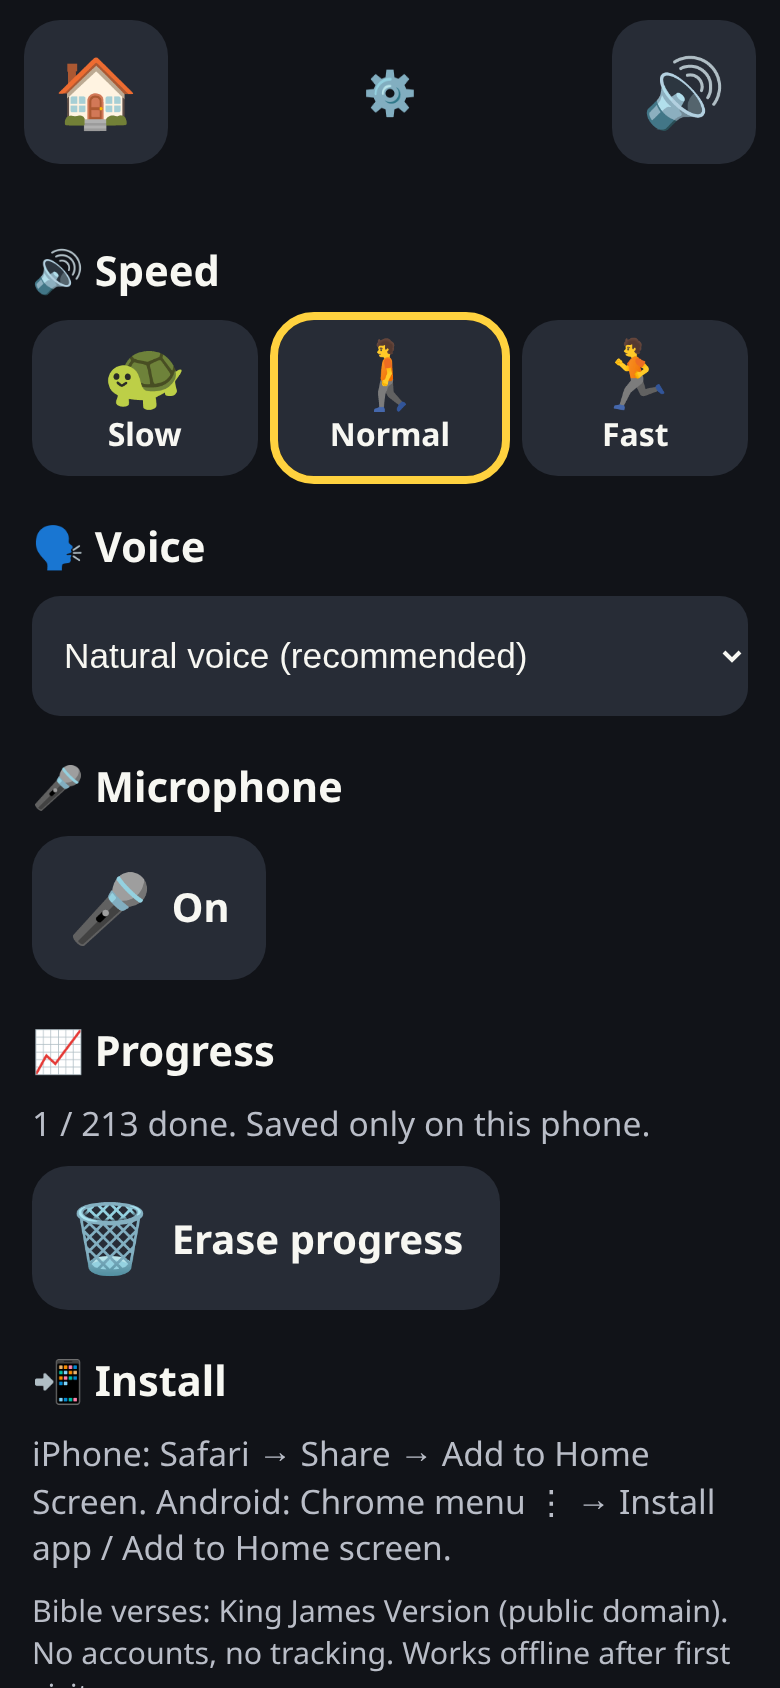 Speed
Slow
Normal
Fast
Voice
Natural voice (recommended)
Microphone
On
Progress
1 / 213 done. Saved only on this phone.
Erase progress
Install
iPhone: Safari → Share → Add to Home
Screen. Android: Chrome menu ⋮ → Install
app / Add to Home screen.
Bible verses: King James Version (public domain).
No accounts, no tracking. Works offline after first